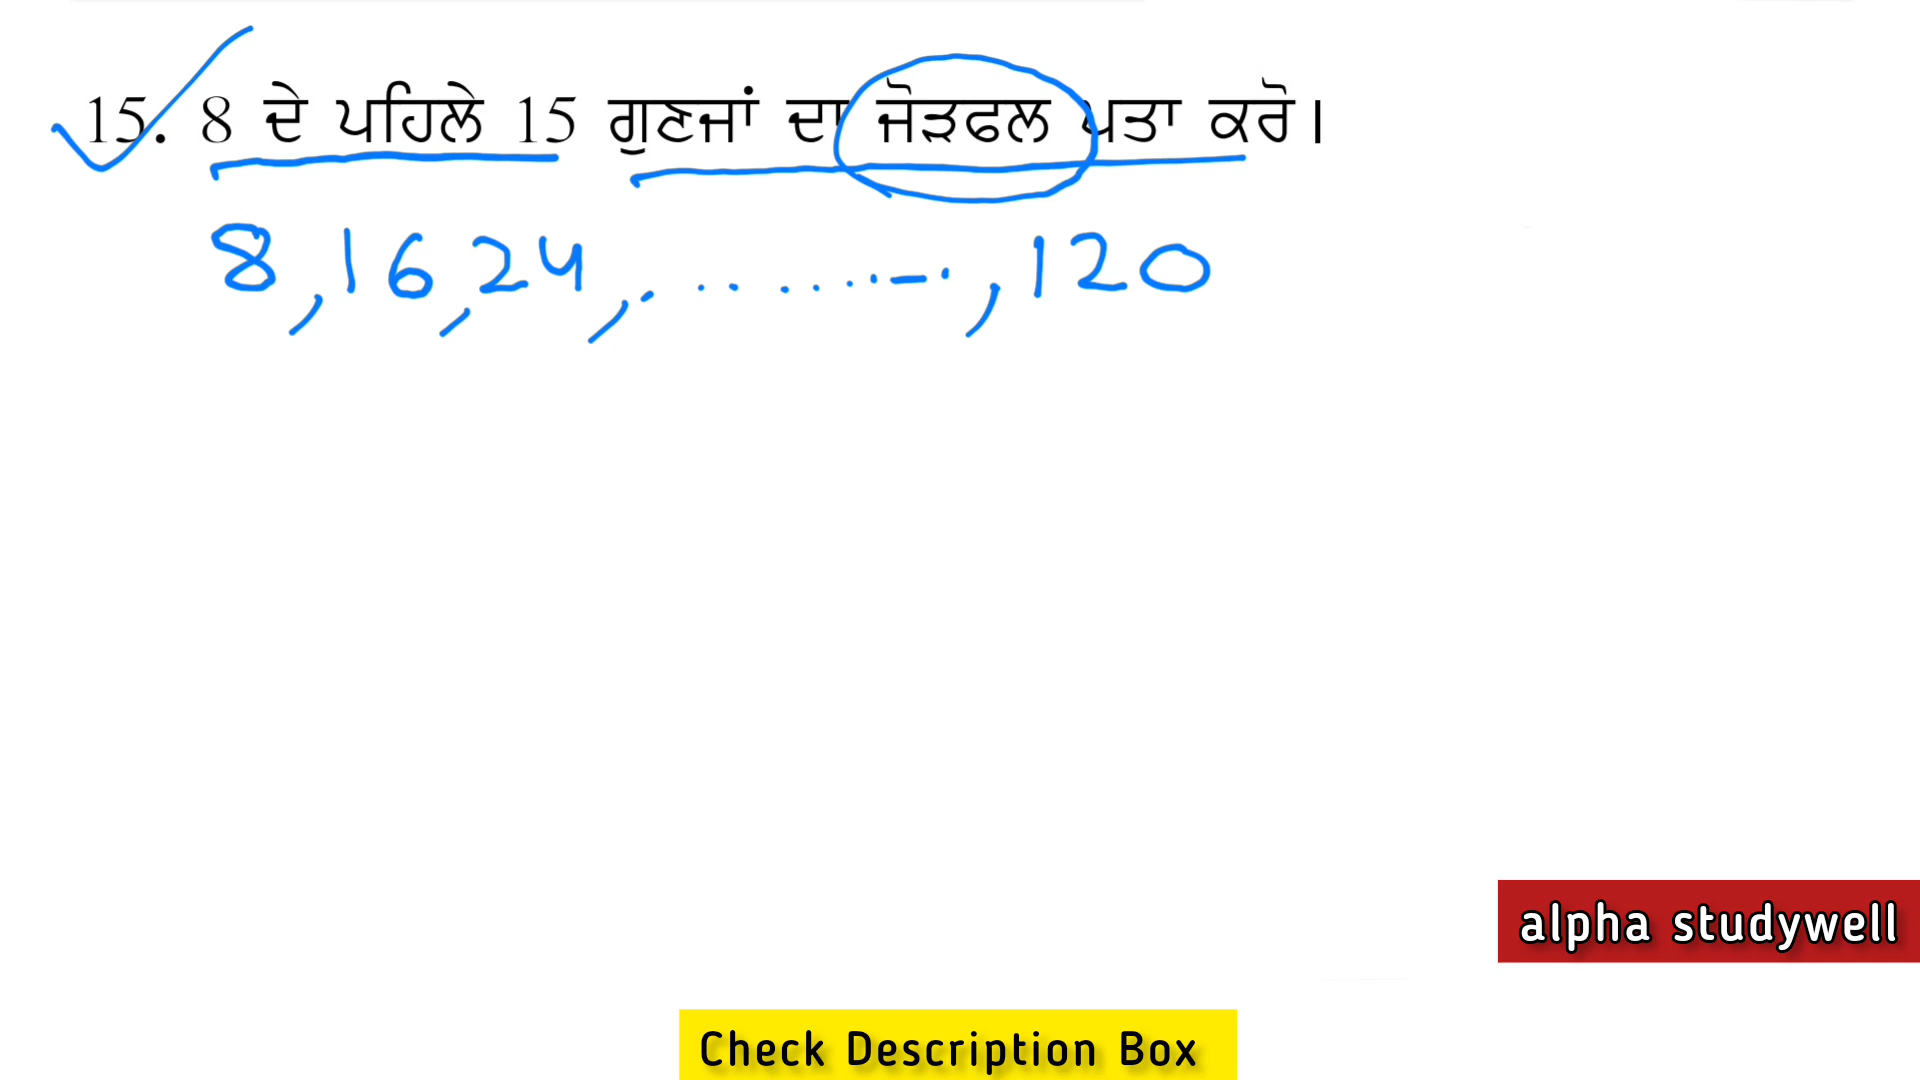 15. 8 ਦੇ ਪਹਿਲੇ 15 ਗੁਣਜਾਂ ਦਾ ਜੋੜਫਲ ਪਤਾ ਕਰੋ।
8, 16, 24, . . . . . . . . - . , 120
alpha studywell
Check Description Box